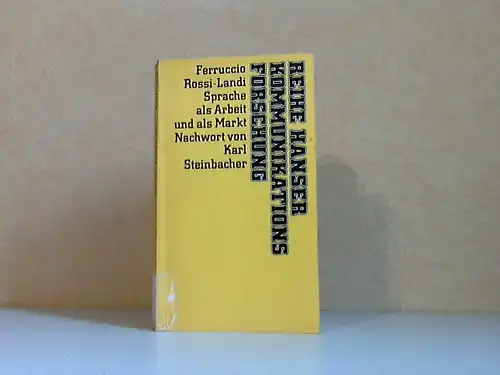 Ferruccio
Rossi-Landi
Sprache
als Arbeit
und als Markt
Nachwort von
Karl
Steinbacher
REIHE HANSER
KOMMUNIKATIONS
FORSCHUNG